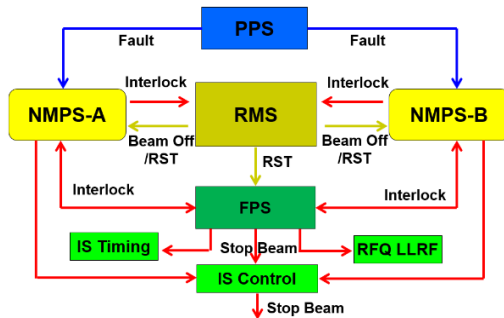 PPS
Fault
Fault
Interlock
Interlock
NMPS-A
RMS
NMPS-B
Beam Off
/RST
Beam Off
/RST
RST
Interlock
Interlock
FPS
IS Timing
Stop Beam
RFQ LLRF
IS Control
Stop Beam